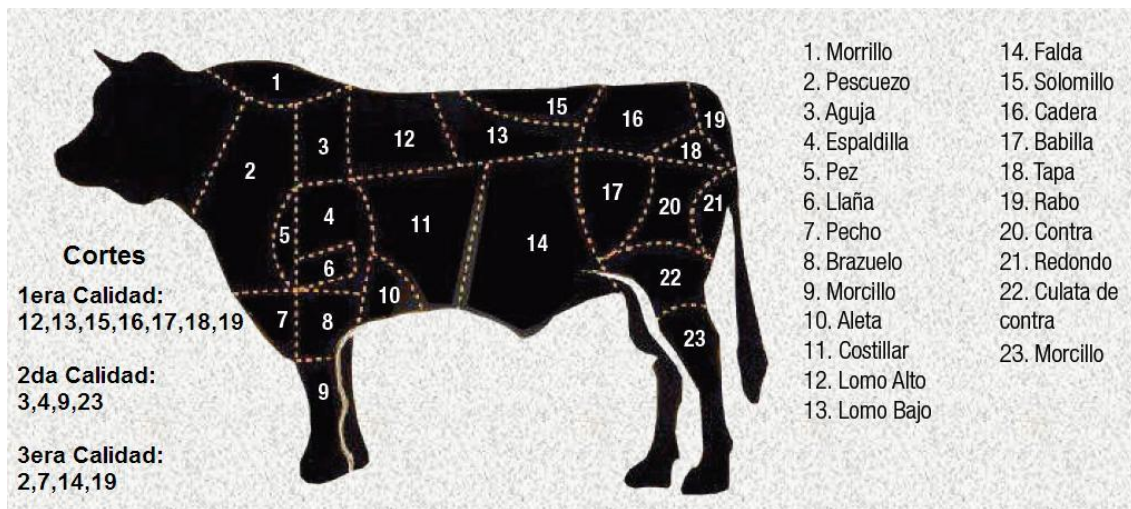 1. Morrillo
2. Pescuezo
3. Aguja
4. Espaldilla
5. Pez
6. Llaña
7. Pecho
8. Brazuelo
9. Morcillo
10. Aleta
11. Costillar
12. Lomo Alto
13. Lomo Bajo
14. Falda
15. Solomillo
16. Cadera
17. Babilla
18. Tapa
19. Rabo
20. Contra
21. Redondo
22. Culata de
contra
23. Morcillo
Cortes
1era Calidad:
12,13,15,16,17,18,19
2da Calidad:
3,4,9,23
3era Calidad:
2,7,14,19
1
2
3
4
5
6
7
8
9
10
11
12
13
14
15
16
17
18
19
20
21
22
23